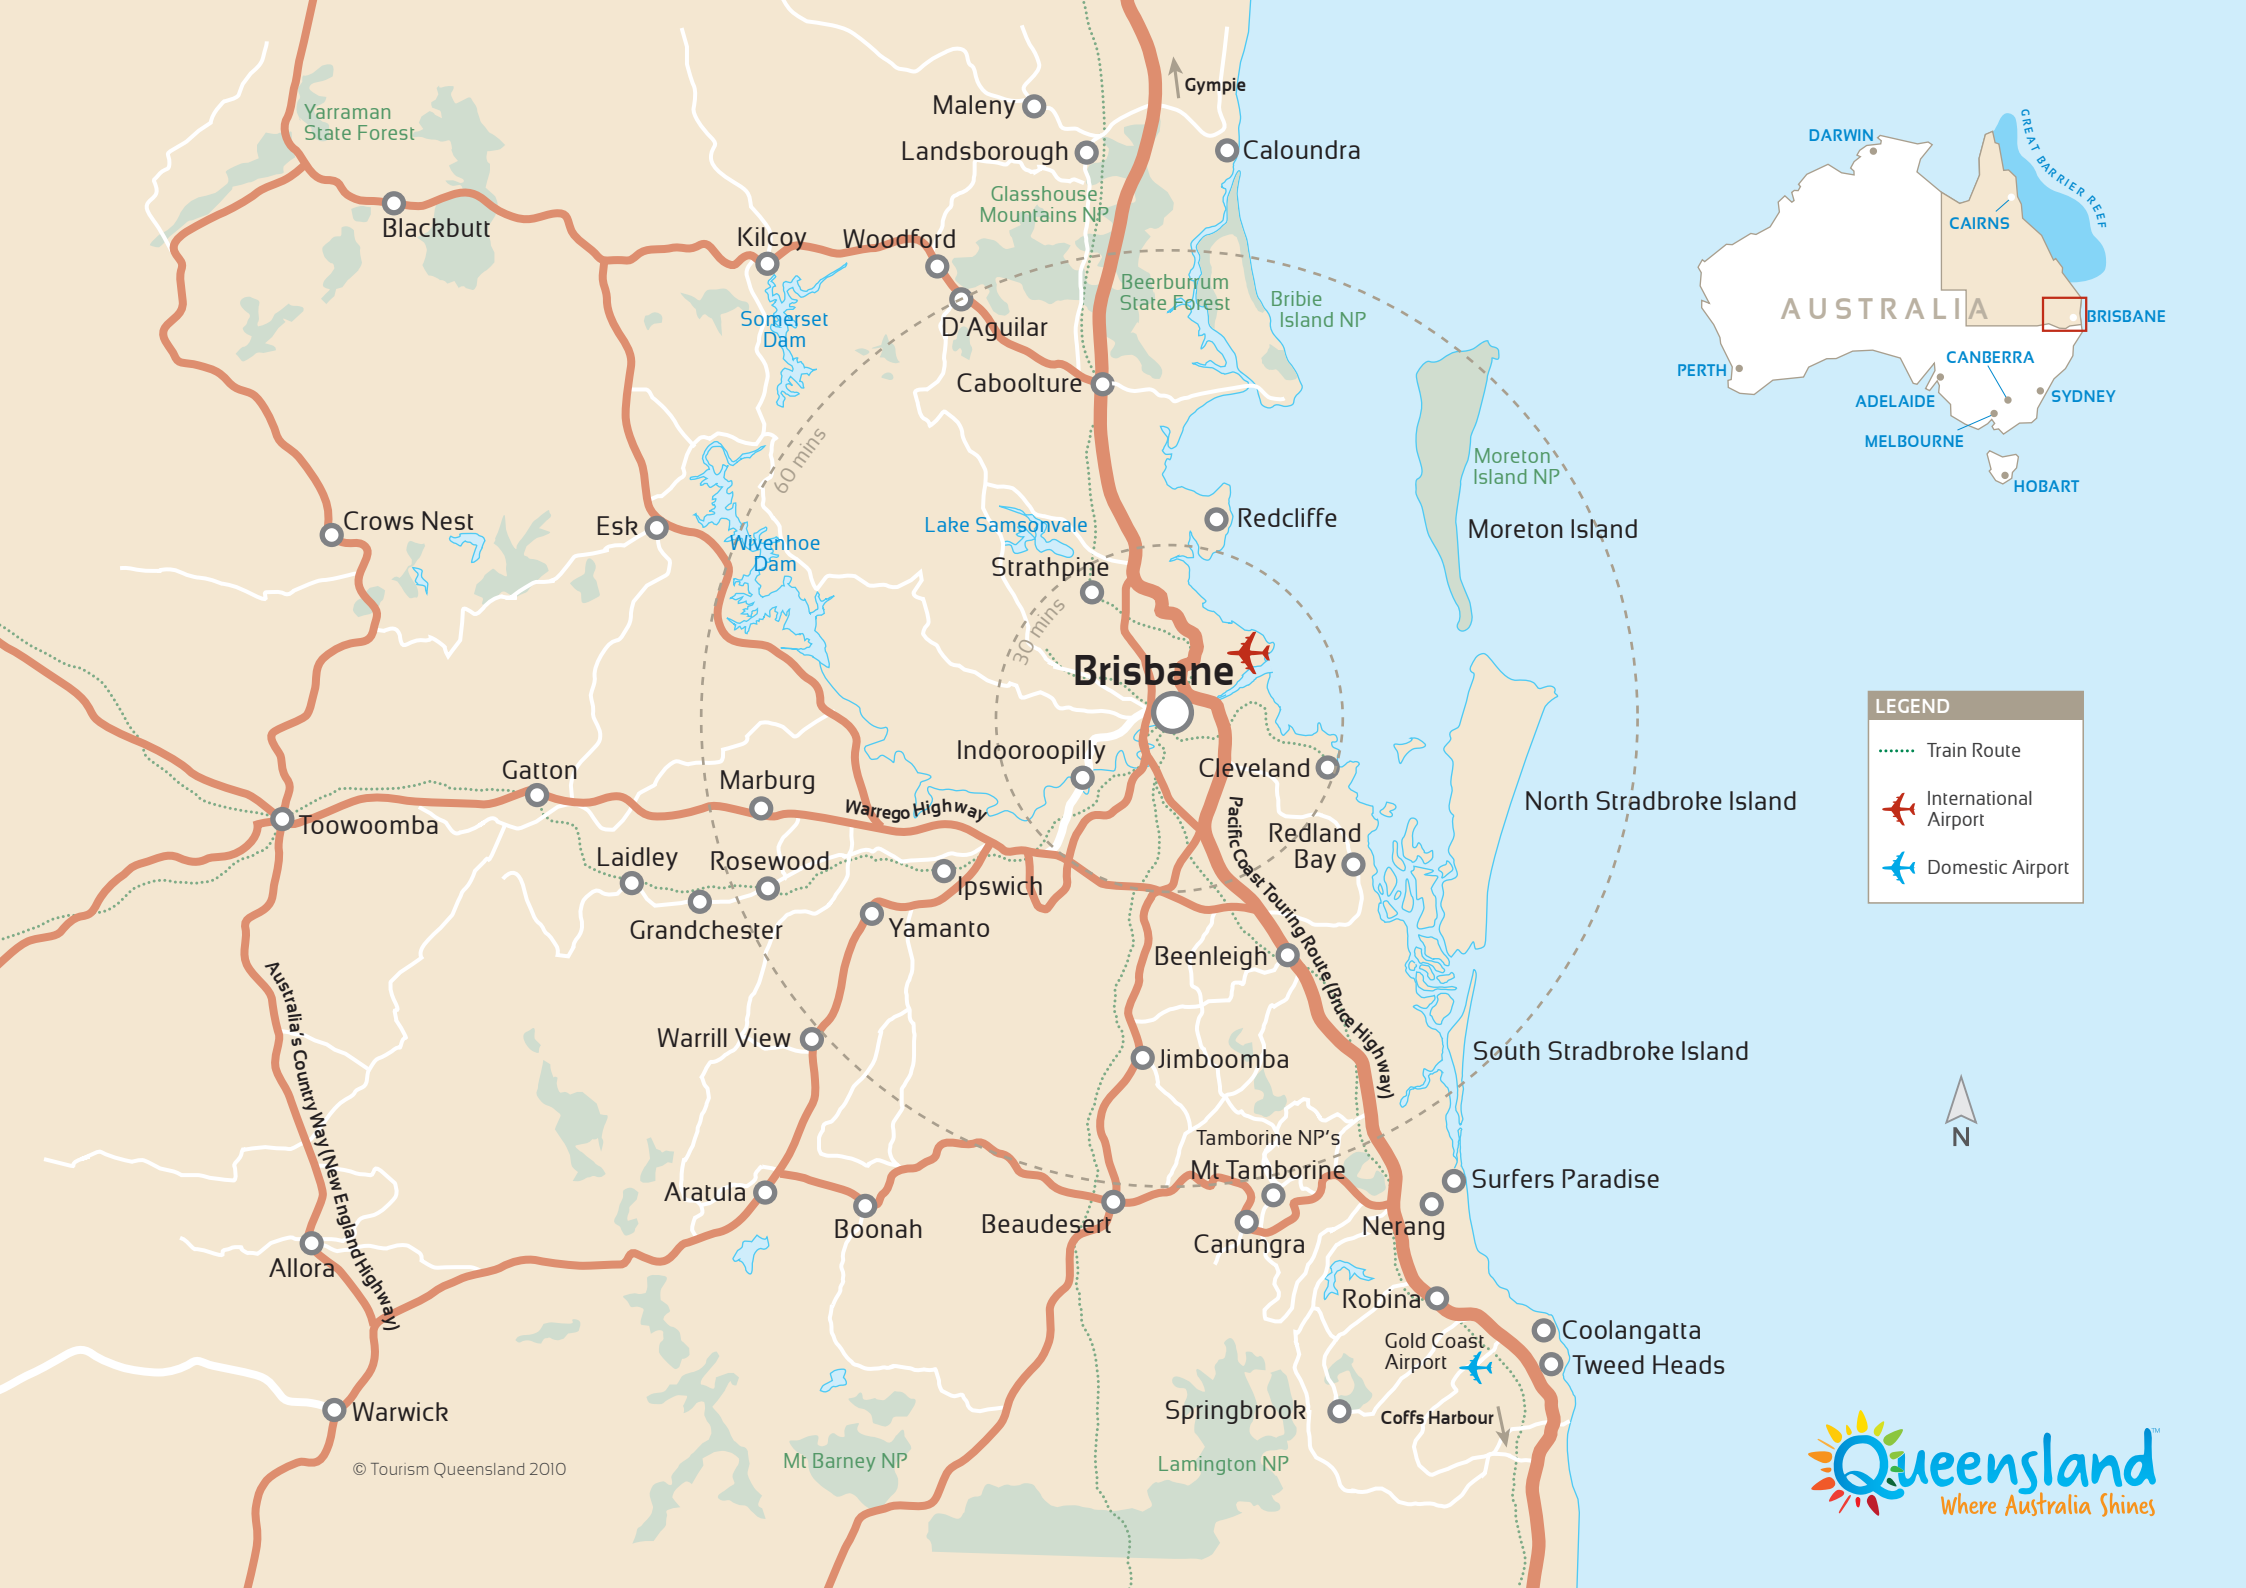 Gympie
Maleny
Yarraman
State Forest
Landsborough
Caloundra
Glasshouse
Mountains NP
Blackbutt
Kilcoy
Woodford
Beerburrum
State Forest
Bribie
Island NP
Somerset
Dam
D'Aguilar
Caboolture
60 mins
Moreton
Island NP
Crows Nest
Esk
Lake Samsonvale
Redcliffe
Moreton Island
Wivenhoe
Dam
Strathpine
30 mins
Brisbane
Indooroopilly
Gatton
Marburg
Cleveland
Warrego Highway
North Stradbroke Island
Toowoomba
Pacific Coast Touring Route (Bruce Highway)
Redland
Bay
Laidley
Rosewood
Ipswich
Grandchester
Yamanto
Beenleigh
Australia's Country Way (New England Highway)
Warrill View
Jimboomba
South Stradbroke Island
Tamborine NP's
Mt Tamborine
Surfers Paradise
Aratula
Boonah
Beaudesert
Nerang
Canungra
Allora
Robina
Coolangatta
Gold Coast
Airport
Tweed Heads
Warwick
Springbrook
Coffs Harbour
Mt Barney NP
Lamington NP
© Tourism Queensland 2010
DARWIN
GREAT BARRIER REEF
CAIRNS
AUSTRALIA
BRISBANE
CANBERRA
PERTH
ADELAIDE
SYDNEY
MELBOURNE
HOBART
LEGEND
Train Route
International
Airport
Domestic Airport
N
Queensland
TM
Where Australia Shines